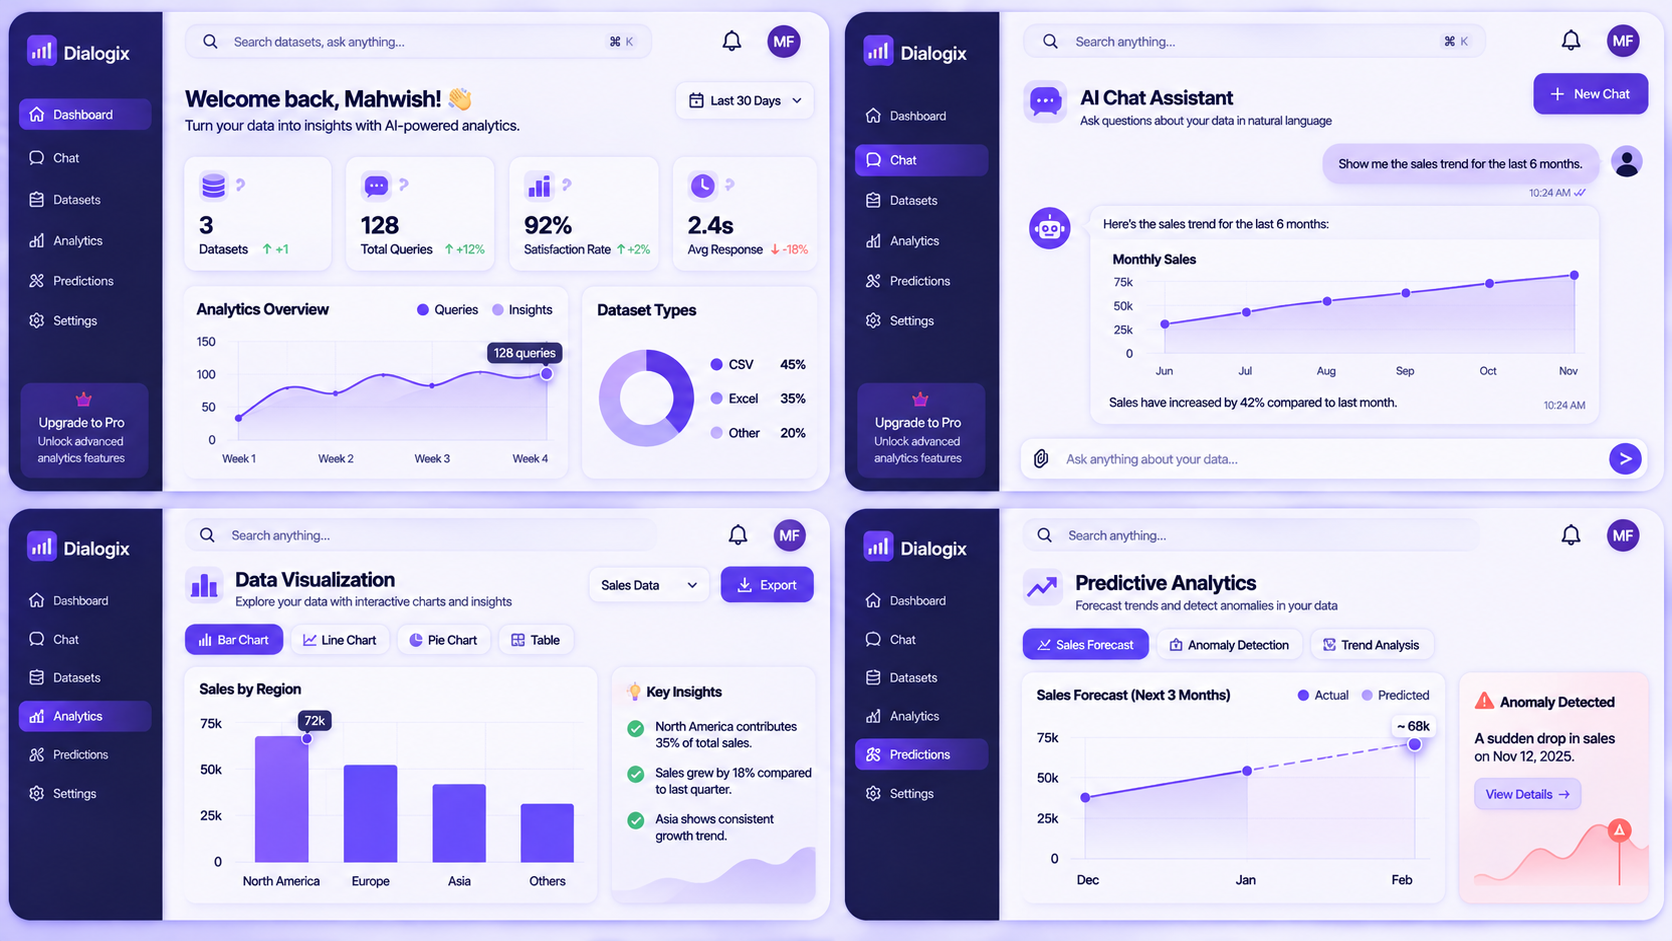 Dialogix
Dashboard
Chat
Datasets
Analytics
Predictions
Settings
Upgrade to Pro
Unlock advanced
analytics features
Search datasets, ask anything...
⌘ K
MF
Welcome back, Mahwish! 👋
Turn your data into insights with AI-powered analytics.
Last 30 Days
3
Datasets ↑ +1
128
Total Queries ↑ +12%
92%
Satisfaction Rate ↑ +2%
2.4s
Avg Response ↓ -18%
Analytics Overview
Queries
Insights
128 queries
150
100
50
0
Week 1 Week 2 Week 3 Week 4
Dataset Types
CSV 45%
Excel 35%
Other 20%
Dialogix
Dashboard
Chat
Datasets
Analytics
Predictions
Settings
Upgrade to Pro
Unlock advanced
analytics features
Search anything...
⌘ K
MF
AI Chat Assistant
Ask questions about your data in natural language
+ New Chat
Show me the sales trend for the last 6 months.
10:24 AM
Here's the sales trend for the last 6 months:
Monthly Sales
75k
50k
25k
0
Jun Jul Aug Sep Oct Nov
Sales have increased by 42% compared to last month.
10:24 AM
Ask anything about your data...
Dialogix
Dashboard
Chat
Datasets
Analytics
Predictions
Settings
Search anything...
MF
Data Visualization
Explore your data with interactive charts and insights
Sales Data
Export
Bar Chart
Line Chart
Pie Chart
Table
Sales by Region
72k
75k
50k
25k
0
North America Europe Asia Others
Key Insights
North America contributes
35% of total sales.
Sales grew by 18% compared
to last quarter.
Asia shows consistent
growth trend.
Dialogix
Dashboard
Chat
Datasets
Analytics
Predictions
Settings
Search anything...
MF
Predictive Analytics
Forecast trends and detect anomalies in your data
Sales Forecast
Anomaly Detection
Trend Analysis
Sales Forecast (Next 3 Months)
Actual
Predicted
~ 68k
75k
50k
25k
0
Dec Jan Feb
Anomaly Detected
A sudden drop in sales
on Nov 12, 2025.
View Details →